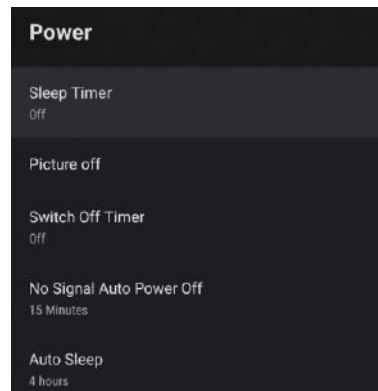 Power
Sleep Timer
Off
Picture off
Switch Off Timer
Off
No Signal Auto Power Off
15 Minutes
Auto Sleep
4 hours